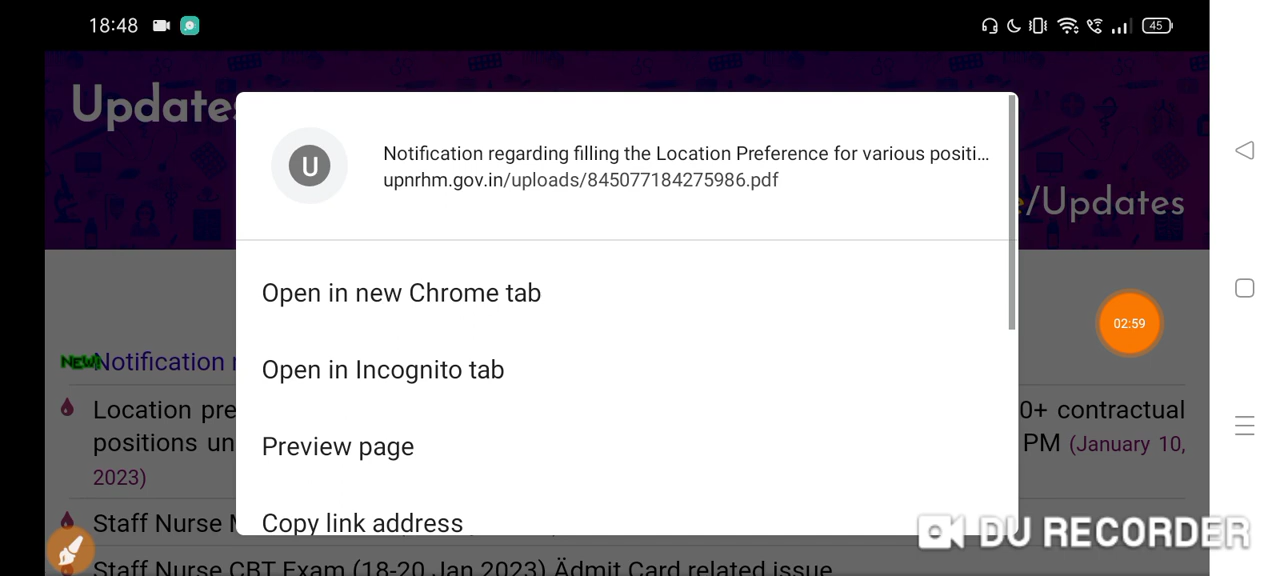 18:48
45
Updates
U
Notification regarding filling the Location Preference for various positi...
upnrhm.gov.in/uploads/845077184275986.pdf
/Updates
Open in new Chrome tab
02:59
NEW! Notification
Open in Incognito tab
Location pre
0+ contractual
positions un
PM (January 10,
Preview page
2023)
Staff Nurse
Copy link address
DU RECORDER
Staff Nurse CBT Exam (18-20 Jan 2023) Ädmit Card related issue